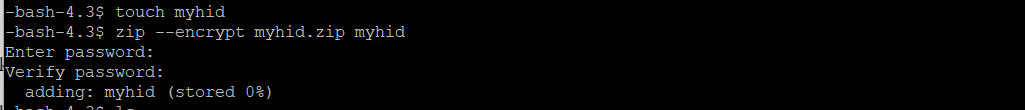 -bash-4.3$ touch myhid
-bash-4.3$ zip --encrypt myhid.zip myhid
Enter password:
Verify password:
  adding: myhid (stored 0%)